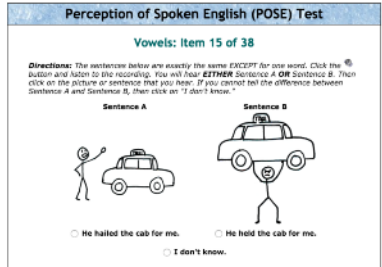 Perception of Spoken English (POSE) Test
Vowels: Item 15 of 38
Directions: The sentences below are exactly the same EXCEPT for one word. Click the
button and listen to the recording. You will hear EITHER Sentence A OR Sentence B. Then
click on the picture or sentence that you hear. If you cannot tell the difference between
Sentence A and Sentence B, then click on "I don't know."
Sentence A Sentence B
He hailed the cab for me. He held the cab for me.
I don't know.